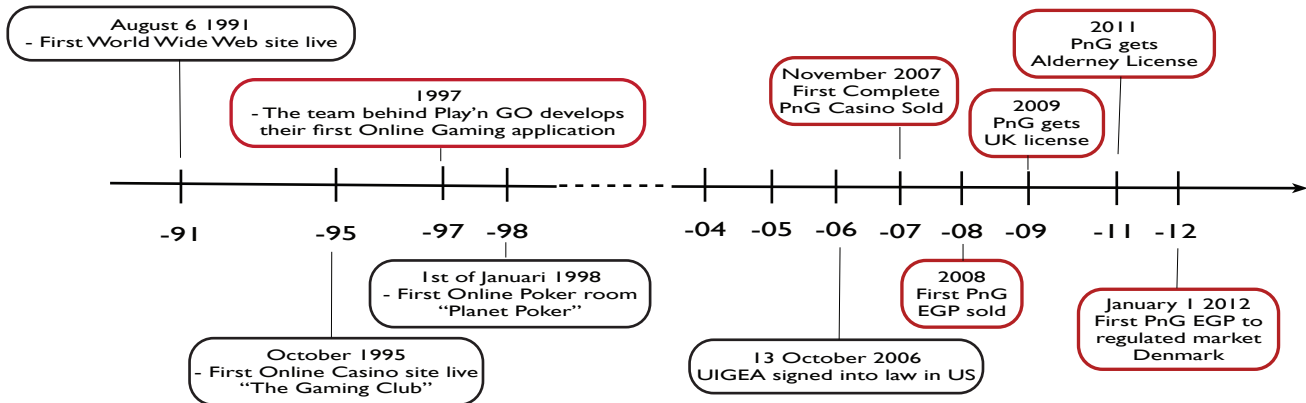 August 6 1991
- First World Wide Web site live
1997
- The team behind Play'n GO develops
their first Online Gaming application
November 2007
First Complete
PnG Casino Sold
2009
PnG gets
UK license
2011
PnG gets
Alderney License
-91
-95
-97
-98
-04
-05
-06
-07
-08
-09
-11
-12
October 1995
- First Online Casino site live
“The Gaming Club”
1st of Januari 1998
- First Online Poker room
“Planet Poker”
13 October 2006
UIGEA signed into law in US
2008
First PnG
EGP sold
January 1 2012
First PnG EGP to
regulated market
Denmark